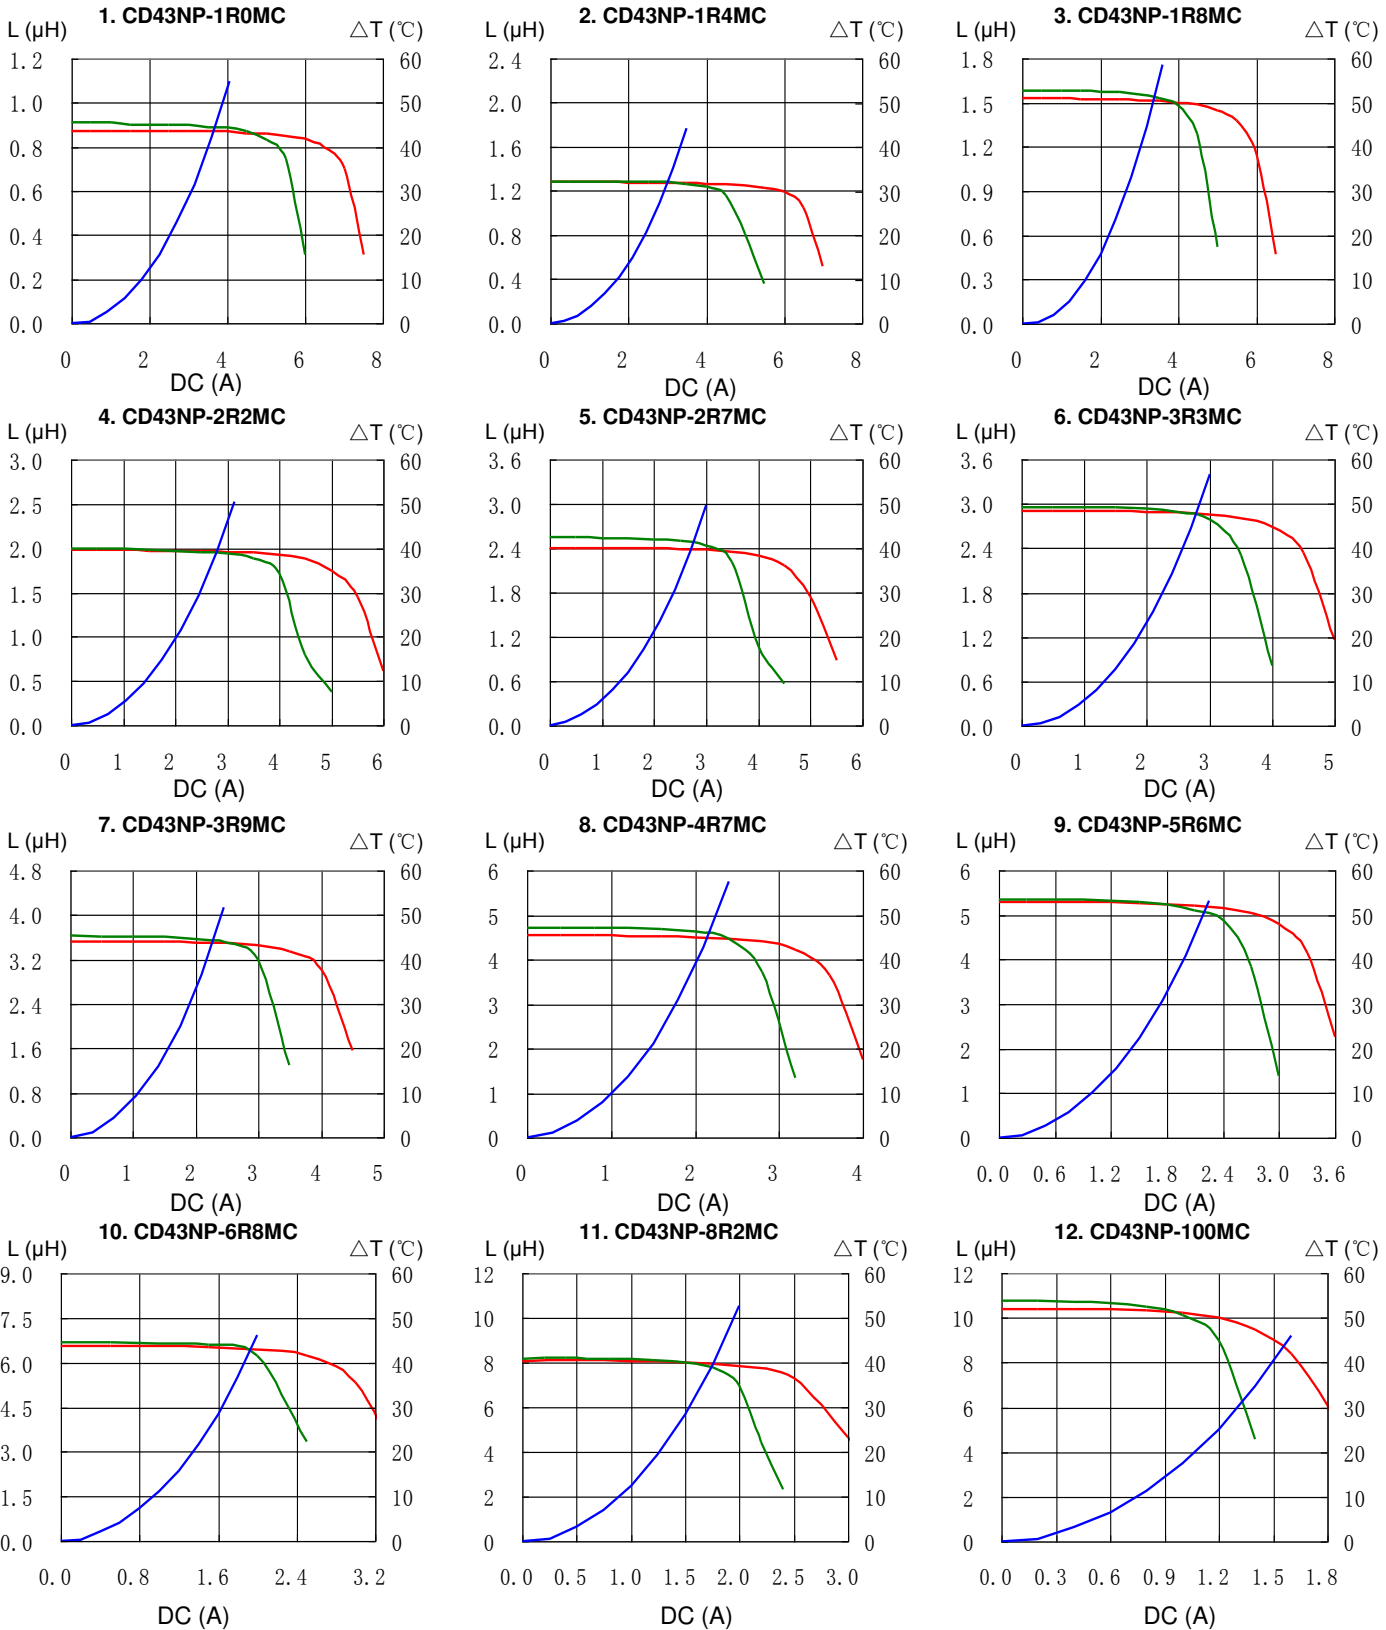 1. CD43NP-1R0MC
L (μH) △T (℃)
1.2 60
1.0 50
0.8 40
0.6 30
0.4 20
0.2 10
0.0 0
0 2 4 6 8
DC (A)
2. CD43NP-1R4MC
L (μH) △T (℃)
2.4 60
2.0 50
1.6 40
1.2 30
0.8 20
0.4 10
0.0 0
0 2 4 6 8
DC (A)
3. CD43NP-1R8MC
L (μH) △T (℃)
1.8 60
1.5 50
1.2 40
0.9 30
0.6 20
0.3 10
0.0 0
0 2 4 6 8
DC (A)
4. CD43NP-2R2MC
L (μH) △T (℃)
3.0 60
2.5 50
2.0 40
1.5 30
1.0 20
0.5 10
0.0 0
0 1 2 3 4 5 6
DC (A)
5. CD43NP-2R7MC
L (μH) △T (℃)
3.6 60
3.0 50
2.4 40
1.8 30
1.2 20
0.6 10
0.0 0
0 1 2 3 4 5 6
DC (A)
6. CD43NP-3R3MC
L (μH) △T (℃)
3.6 60
3.0 50
2.4 40
1.8 30
1.2 20
0.6 10
0.0 0
0 1 2 3 4 5
DC (A)
7. CD43NP-3R9MC
L (μH) △T (℃)
4.8 60
4.0 50
3.2 40
2.4 30
1.6 20
0.8 10
0.0 0
0 1 2 3 4 5
DC (A)
8. CD43NP-4R7MC
L (μH) △T (℃)
6 60
5 50
4 40
3 30
2 20
1 10
0 0
0 1 2 3 4
DC (A)
9. CD43NP-5R6MC
L (μH) △T (℃)
6 60
5 50
4 40
3 30
2 20
1 10
0 0
0.0 0.6 1.2 1.8 2.4 3.0 3.6
DC (A)
10. CD43NP-6R8MC
L (μH) △T (℃)
9.0 60
7.5 50
6.0 40
4.5 30
3.0 20
1.5 10
0.0 0
0.0 0.8 1.6 2.4 3.2
DC (A)
11. CD43NP-8R2MC
L (μH) △T (℃)
12 60
10 50
8 40
6 30
4 20
2 10
0 0
0.0 0.5 1.0 1.5 2.0 2.5 3.0
DC (A)
12. CD43NP-100MC
L (μH) △T (℃)
12 60
10 50
8 40
6 30
4 20
2 10
0 0
0.0 0.3 0.6 0.9 1.2 1.5 1.8
DC (A)